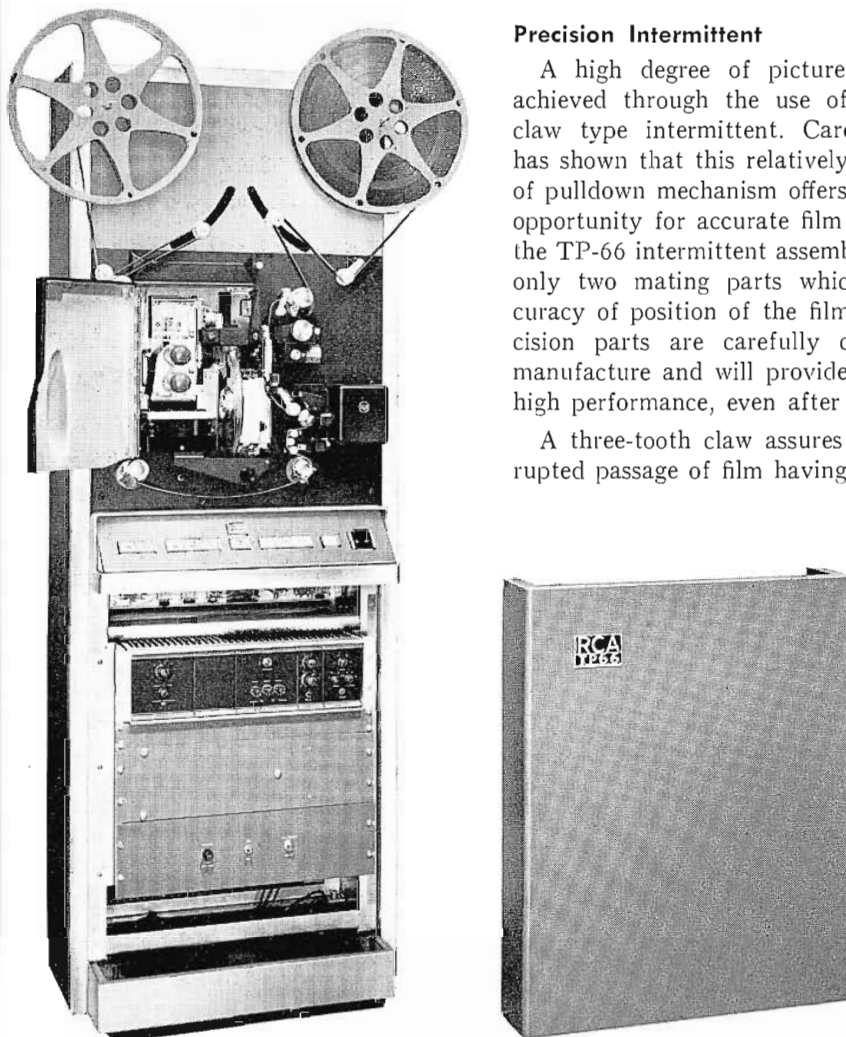 Precision Intermittent
A high degree of picture
achieved through the use of
claw type intermittent. Care
has shown that this relatively
of pulldown mechanism offers
opportunity for accurate film
the TP-66 intermittent assemb
only two mating parts whic
curacy of position of the film
cision parts are carefully c
manufacture and will provide
high performance, even after
A three-tooth claw assures
rupted passage of film having
RCA
TP66